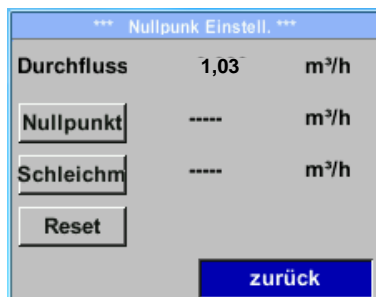 *** Nullpunk Einstell. ***
Durchfluss 1,03 m³/h
Nullpunkt ----- m³/h
Schleichm ----- m³/h
Reset
zurück